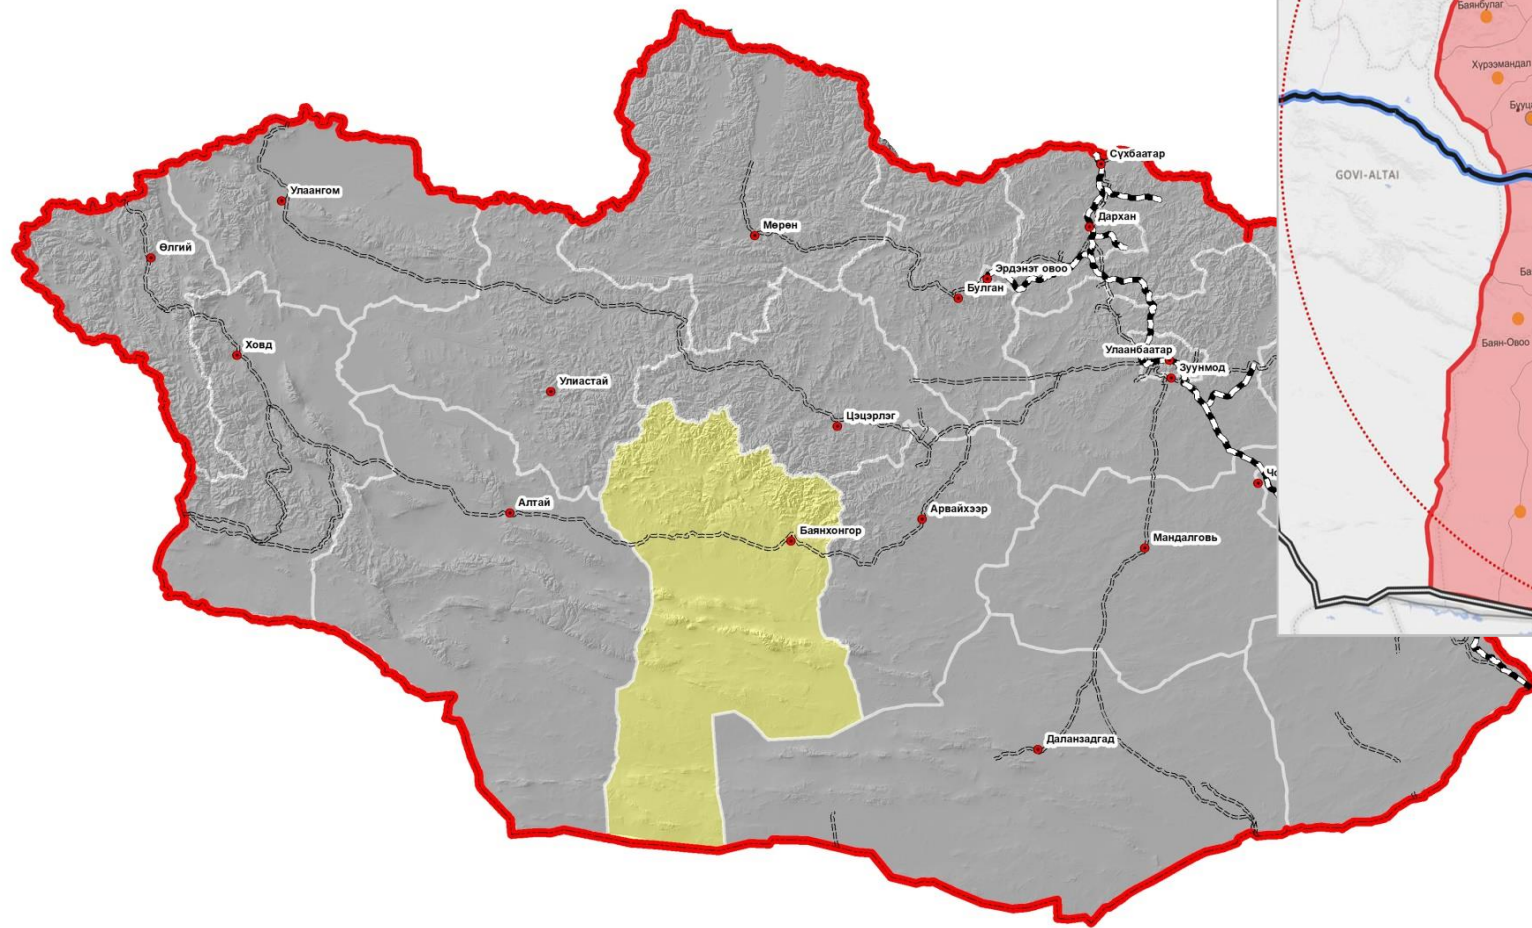 Баянбулаг
Хүрээмандал
GOVI-ALTAI
Баян-Овоо
Сүхбаатар
Улаангом
Дархан
Мөрөн
Өлгий
Эрдэнэт овоо
Булган
Ховд
Улаанбаатар
Зуунмод
Улиастай
Цэцэрлэг
Алтай
Арвайхээр
Баянхонгор
Мандалговь
Даланзадгад